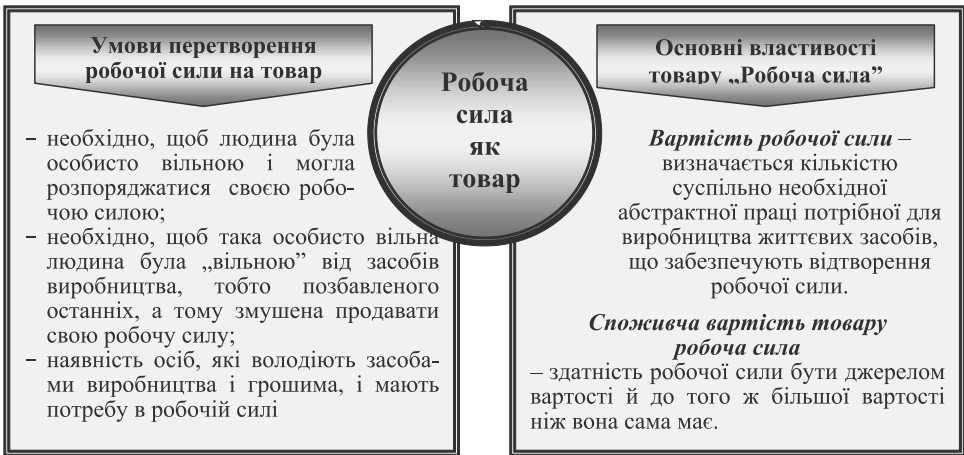 Умови перетворення
робочої сили на товар
– необхідно, щоб людина була
особисто вільною і могла
розпоряджатися своєю робо-
чою силою;
– необхідно, щоб така особисто вільна
людина була „вільною” від засобів
виробництва, тобто позбавленого
останніх, а тому змушена продавати
свою робочу силу;
– наявність осіб, які володіють засоба-
ми виробництва і грошима, і мають
потребу в робочій силі
Робоча
сила
як
товар
Основні властивості
товару „Робоча сила”
Вартість робочої сили –
визначається кількістю
суспільно необхідної
абстрактної праці потрібної для
виробництва життєвих засобів,
що забезпечують відтворення
робочої сили.
Споживча вартість товару
робоча сила
– здатність робочої сили бути джерелом
вартості й до того ж більшої вартості
ніж вона сама має.